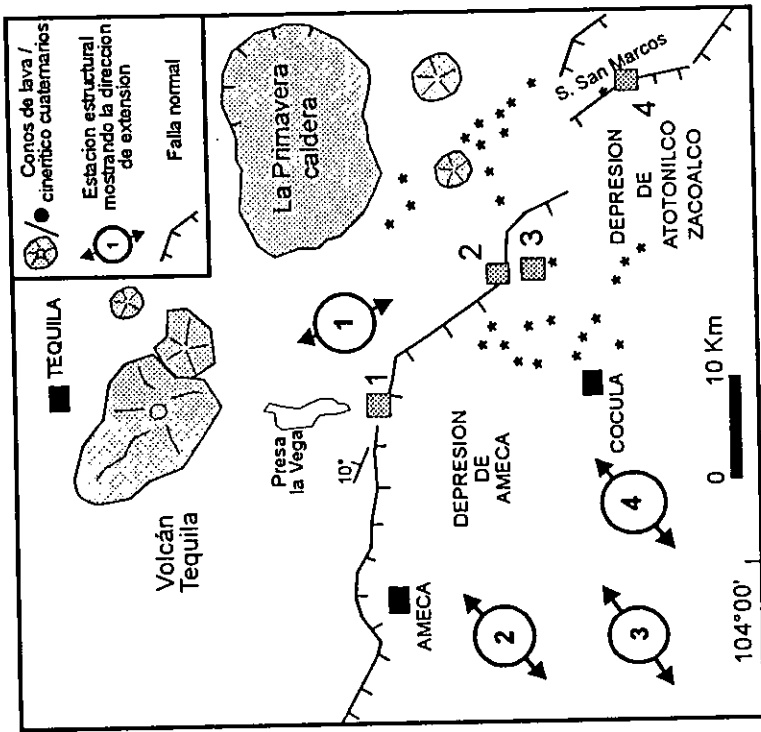 Conos de lava /
cineritico cuaternarios
1
Estacion estructural
mostrando la direccion
de extension
Falla normal
TEQUILA
Volcán
Tequila
La Primavera
caldera
Presa
la Vega
1
10°
1
2
3
S. San Marcos
4
AMECA
DEPRESION
DE
AMECA
DEPRESION
DE
ATOTONILCO
ZACOALCO
COCULA
2
3
4
0 10 Km
104°00'